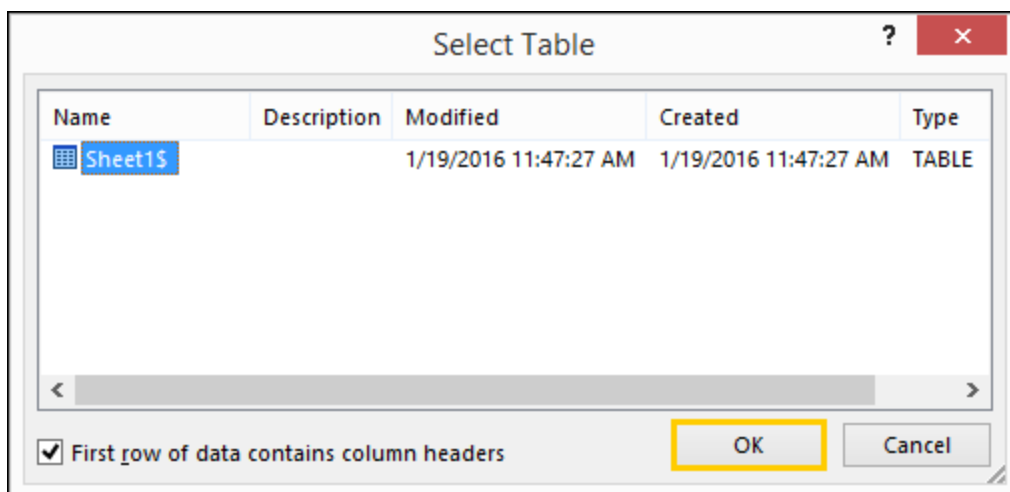 Select Table
?
Name Description Modified Created Type
Sheet1$ 1/19/2016 11:47:27 AM 1/19/2016 11:47:27 AM TABLE
First row of data contains column headers OK Cancel